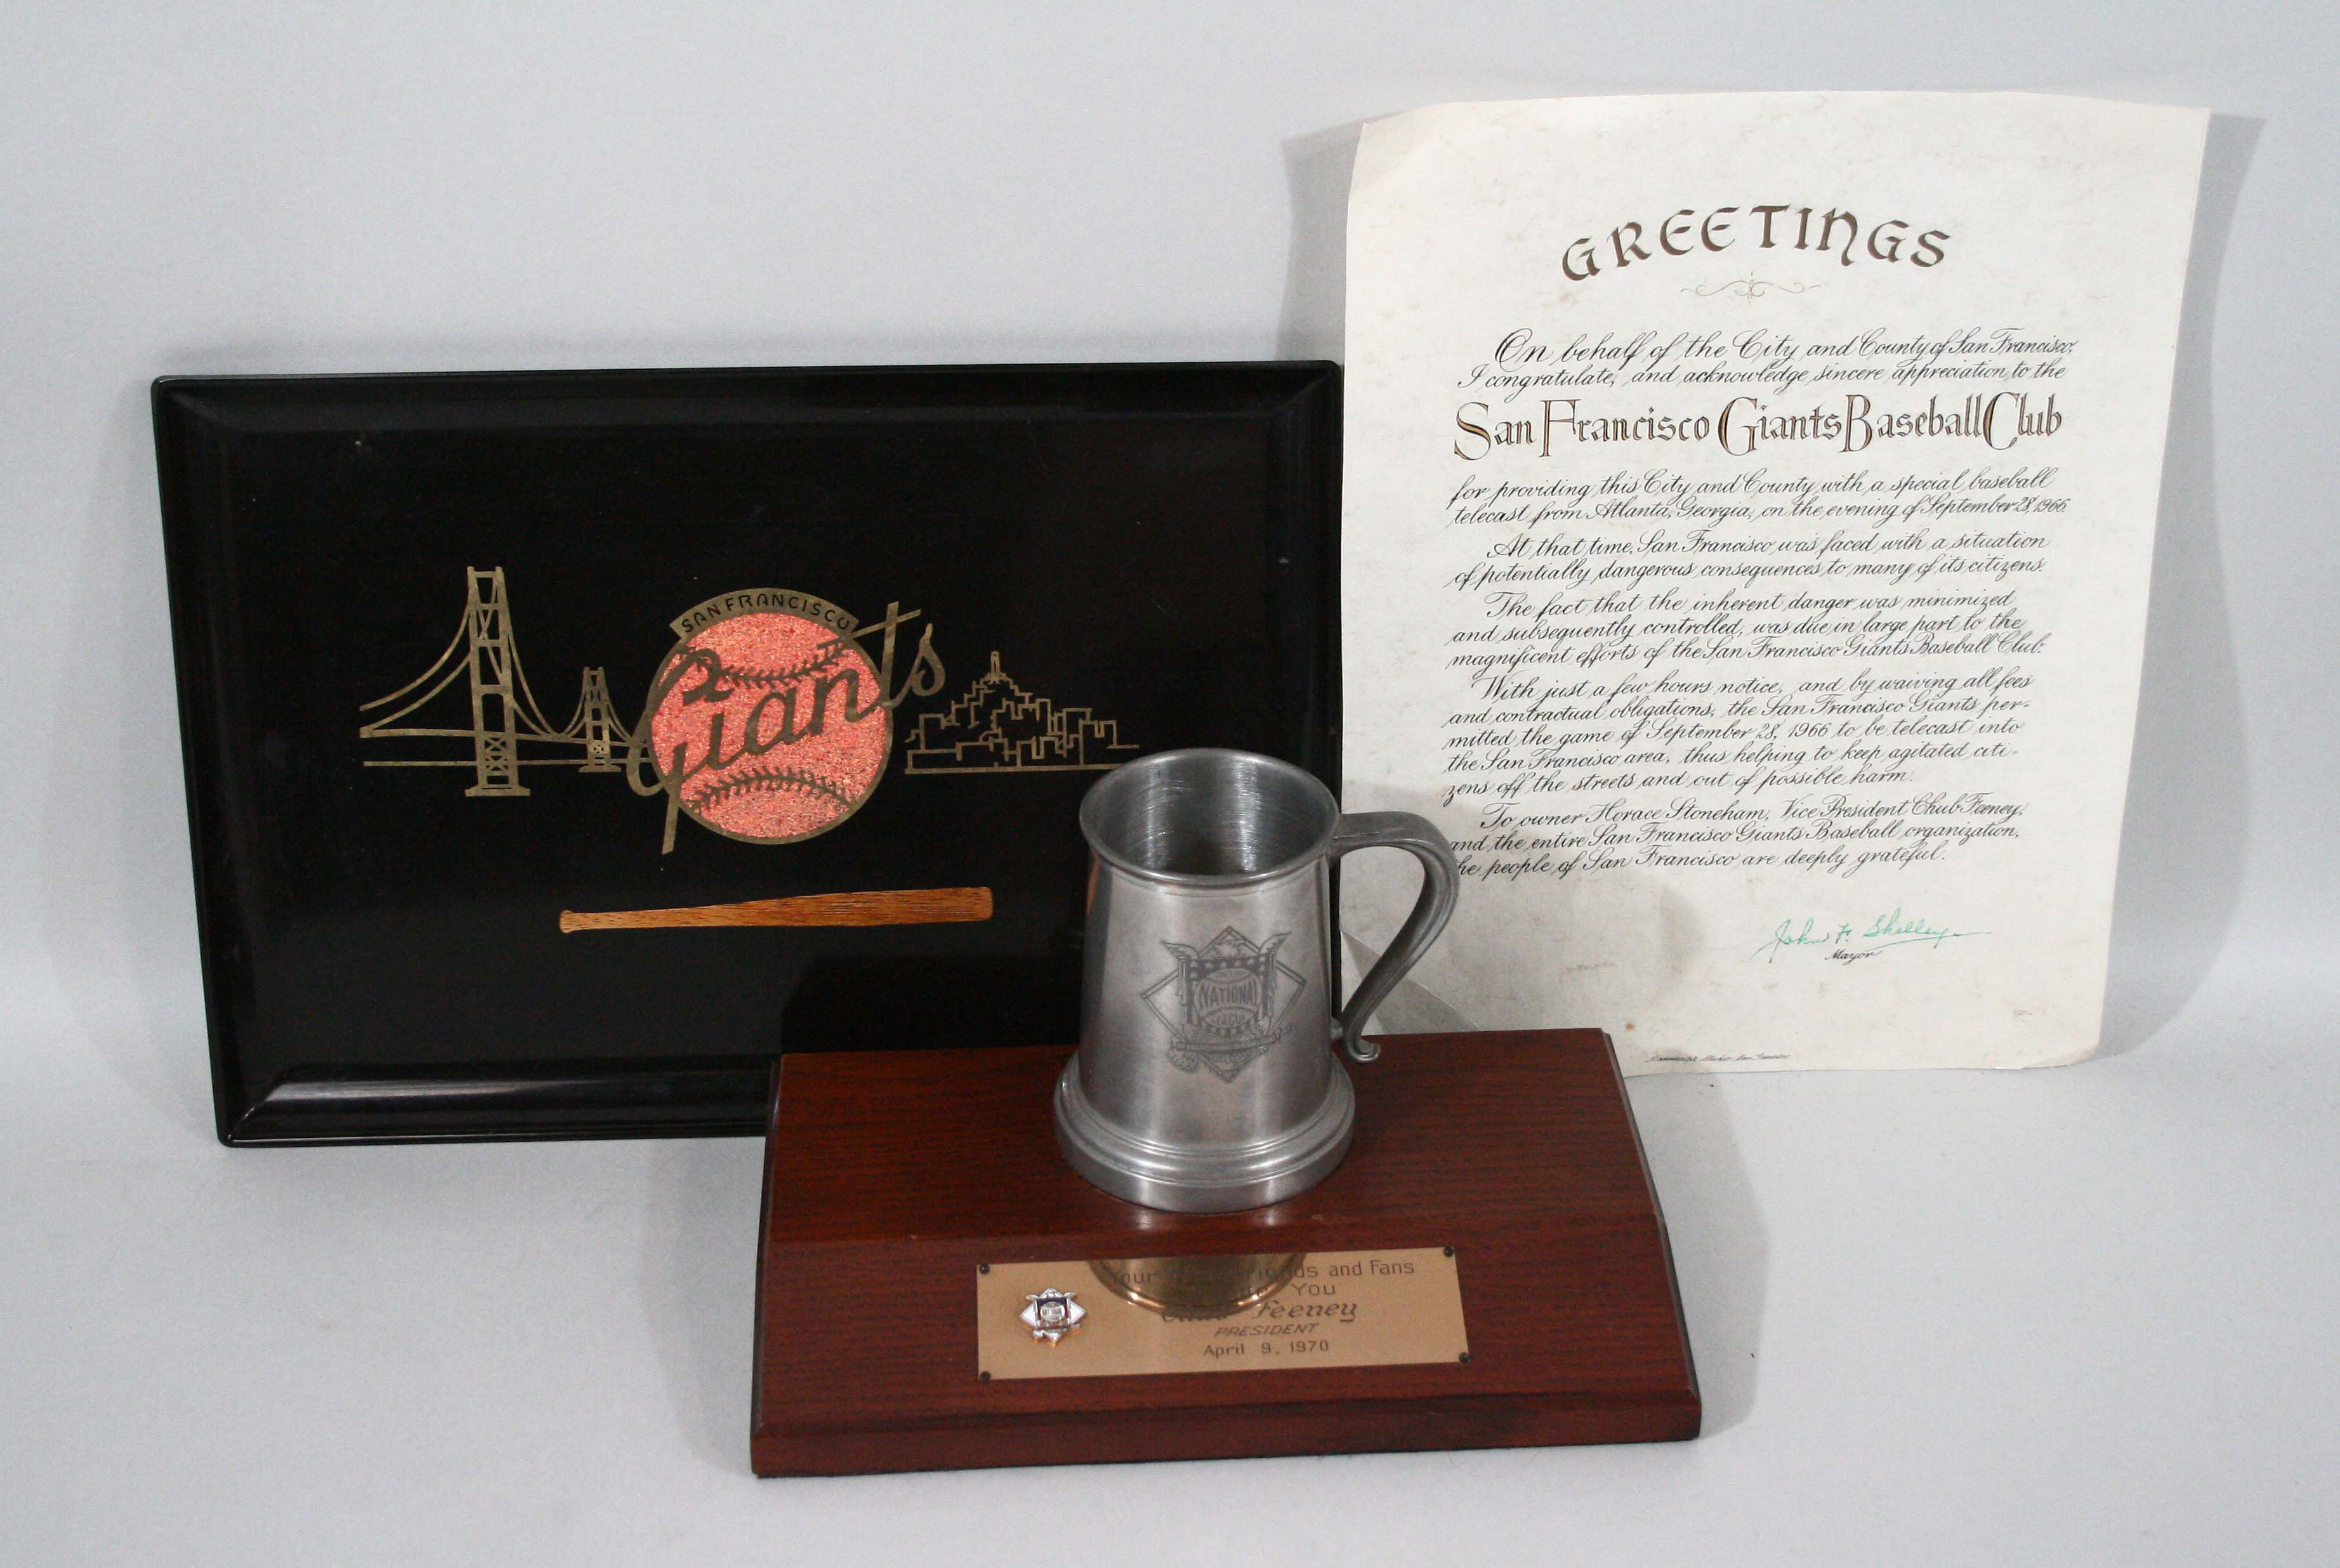 SAN FRANCISCO
Giants
GREETINGS
On behalf of the City and County of San Francisco,
I congratulate, and acknowledge sincere appreciation to the
San Francisco Giants Baseball Club
for providing this City and County with a special baseball
telecast from Atlanta, Georgia, on the evening of September 28, 1966.
At that time, San Francisco was faced with a situation
of potentially dangerous consequences to many of its citizens.
The fact that the inherent danger was minimized
and subsequently controlled, was due in large part to the
magnificent efforts of the San Francisco Giants Baseball Club.
With just a few hours notice, and by waiving all fees
and contractual obligations, the San Francisco Giants per-
mitted the game of September 28, 1966 to be telecast into
the San Francisco area, thus helping to keep agitated citi-
zens off the streets and out of possible harm.
To owner Horace Stoneham, Vice President Chub Feeney,
and the entire San Francisco Giants Baseball organization,
the people of San Francisco are deeply grateful.
John F. Shelley
Mayor
NATIONAL
LEAGUE
Your Friends and Fans
You
Feeney
PRESIDENT
April 9, 1970